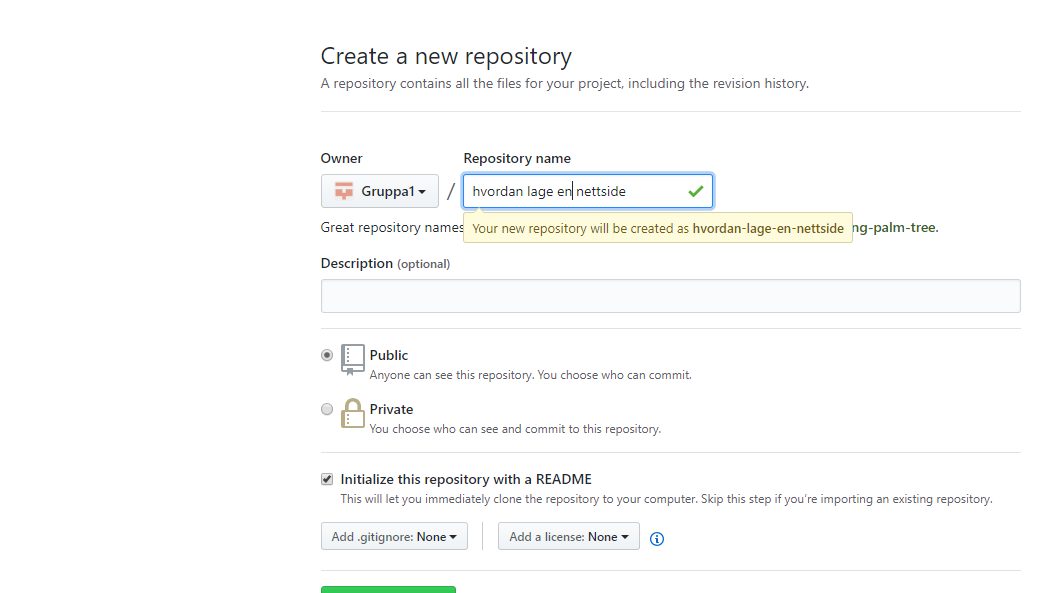 Create a new repository
A repository contains all the files for your project, including the revision history.
Owner
Repository name
Gruppa1
/
hvordan lage en nettside
Great repository names
ng-palm-tree.
Your new repository will be created as hvordan-lage-en-nettside
Description (optional)
Public
Anyone can see this repository. You choose who can commit.
Private
You choose who can see and commit to this repository.
Initialize this repository with a README
This will let you immediately clone the repository to your computer. Skip this step if you're importing an existing repository.
Add .gitignore: None
Add a license: None